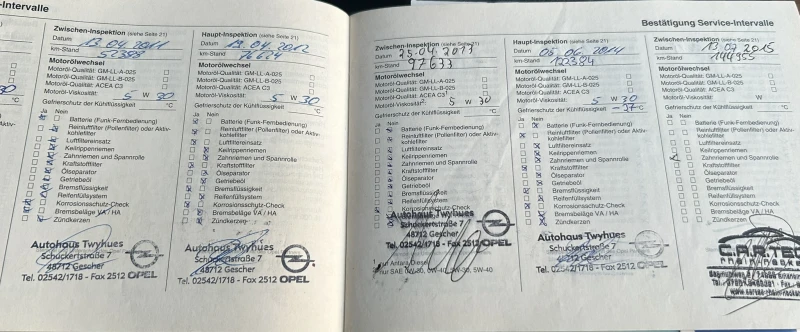 -Intervalle
Zwischen-Inspektion (siehe Seite 21)
Datum 13.04.2011
km-Stand 52388
Motorölwechsel
Motoröl-Qualität: GM-LL-A-025
Motoröl-Qualität: GM-LL-B-025
Motoröl-Qualität: ACEA C3
Motoröl-Viskosität: 5 W 30
Gefrierschutz der Kühlflüssigkeit: °C
Ja Nein
Batterie (Funk-Fernbedienung)
Reinluftfilter (Pollenfilter) oder Aktiv-
kohlefilter
Luftfiltereinsatz
Keilrippenriemen
Zahnriemen und Spannrolle
Kraftstofffilter
Ölseparator
Getriebeöl
Bremsflüssigkeit
Reifenfüllsystem
Korrosionsschutz-Check
Bremsbeläge VA / HA
Zündkerzen
Autohaus Twyhues
Schuckertstraße 7
48712 Gescher
Tel. 02542/1718 - Fax 2512 OPEL
Haupt-Inspektion (siehe Seite 21)
Datum 19.04.2012
km-Stand 76624
Motorölwechsel
Motoröl-Qualität: GM-LL-A-025
Motoröl-Qualität: GM-LL-B-025
Motoröl-Qualität: ACEA C3
Motoröl-Viskosität: 5 W 30
Gefrierschutz der Kühlflüssigkeit: °C
Ja Nein
Batterie (Funk-Fernbedienung)
Reinluftfilter (Pollenfilter) oder Aktiv-
kohlefilter
Luftfiltereinsatz
Keilrippenriemen
Zahnriemen und Spannrolle
Kraftstofffilter
Ölseparator
Getriebeöl
Bremsflüssigkeit
Reifenfüllsystem
Korrosionsschutz-Check
Bremsbeläge VA / HA
Zündkerzen
Autohaus Twyhues
Schuckertstraße 7
48712 Gescher
Tel. 02542/1718 - Fax 2512 OPEL
Bestätigung Service-Intervalle
Zwischen-Inspektion (siehe Seite 21)
Datum 25.04.2013
km-Stand 97633
Motorölwechsel
Motoröl-Qualität: GM-LL-A-025
Motoröl-Qualität: GM-LL-B-025
Motoröl-Qualität: ACEA C3
Motoröl-Viskosität: 5 W 30
Gefrierschutz der Kühlflüssigkeit: °C
Ja Nein
Batterie (Funk-Fernbedienung)
Reinluftfilter (Pollenfilter) oder Aktiv-
kohlefilter
Luftfiltereinsatz
Keilrippenriemen
Zahnriemen und Spannrolle
Kraftstofffilter
Ölseparator
Getriebeöl
Bremsflüssigkeit
Reifenfüllsystem
Korrosionsschutz-Check
Bremsbeläge VA / HA
Zündkerzen
Autohaus Twyhues
Schuckertstraße 7
48712 Gescher
Tel. 02542/1718 - Fax 2512 OPEL
Haupt-Inspektion (siehe Seite 21)
Datum 05.06.2014
km-Stand 122384
Motorölwechsel
Motoröl-Qualität: GM-LL-A-025
Motoröl-Qualität: GM-LL-B-025
Motoröl-Qualität: ACEA C3
Motoröl-Viskosität: 5 W 30
Gefrierschutz der Kühlflüssigkeit: °C
Ja Nein
Batterie (Funk-Fernbedienung)
Reinluftfilter (Pollenfilter) oder Aktiv-
kohlefilter
Luftfiltereinsatz
Keilrippenriemen
Zahnriemen und Spannrolle
Kraftstofffilter
Ölseparator
Getriebeöl
Bremsflüssigkeit
Reifenfüllsystem
Korrosionsschutz-Check
Bremsbeläge VA / HA
Zündkerzen
Autohaus Twyhues
Schuckertstraße 7
48712 Gescher
Tel. 02542/1718 - Fax 2512 OPEL
Zwischen-Inspektion (siehe Seite 21)
Datum 13.07.2015
km-Stand 144955
Motorölwechsel
Motoröl-Qualität: GM-LL-A-025
Motoröl-Qualität: GM-LL-B-025
Motoröl-Qualität: ACEA C3
Motoröl-Viskosität: W
Gefrierschutz der Kühlflüssigkeit: °C
Ja Nein
Batterie (Funk-Fernbedienung)
Reinluftfilter (Pollenfilter) oder Aktiv-
kohlefilter
Luftfiltereinsatz
Keilrippenriemen
Zahnriemen und Spannrolle
Kraftstofffilter
Ölseparator
Getriebeöl
Bremsflüssigkeit
Reifenfüllsystem
Korrosionsschutz-Check
Bremsbeläge VA / HA
Zündkerzen